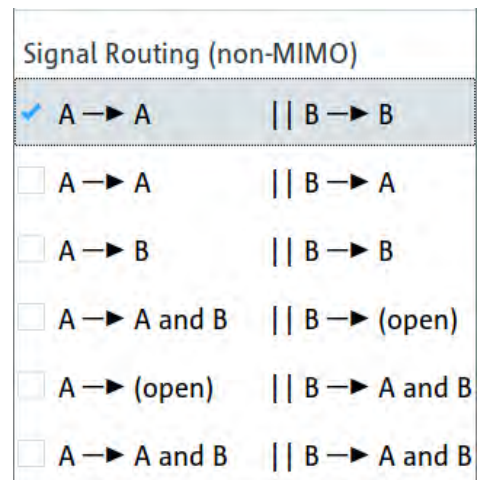 Signal Routing (non-MIMO)
A —► A || B —► B
A —► A || B —► A
A —► B || B —► B
A —► A and B || B —► (open)
A —► (open) || B —► A and B
A —► A and B || B —► A and B